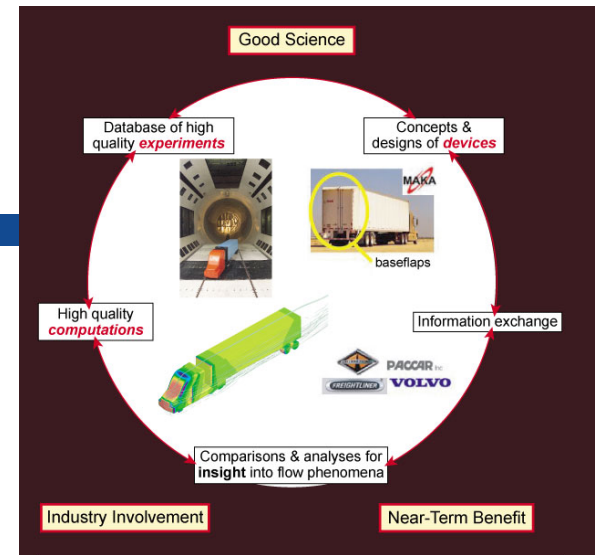 Good Science
Database of high
quality experiments
Concepts &
designs of devices
MAKA
baseflaps
High quality
computations
Information exchange
PACCAR Inc
FREIGHTLINER
VOLVO
Comparisons & analyses for
insight into flow phenomena
Industry Involvement
Near-Term Benefit